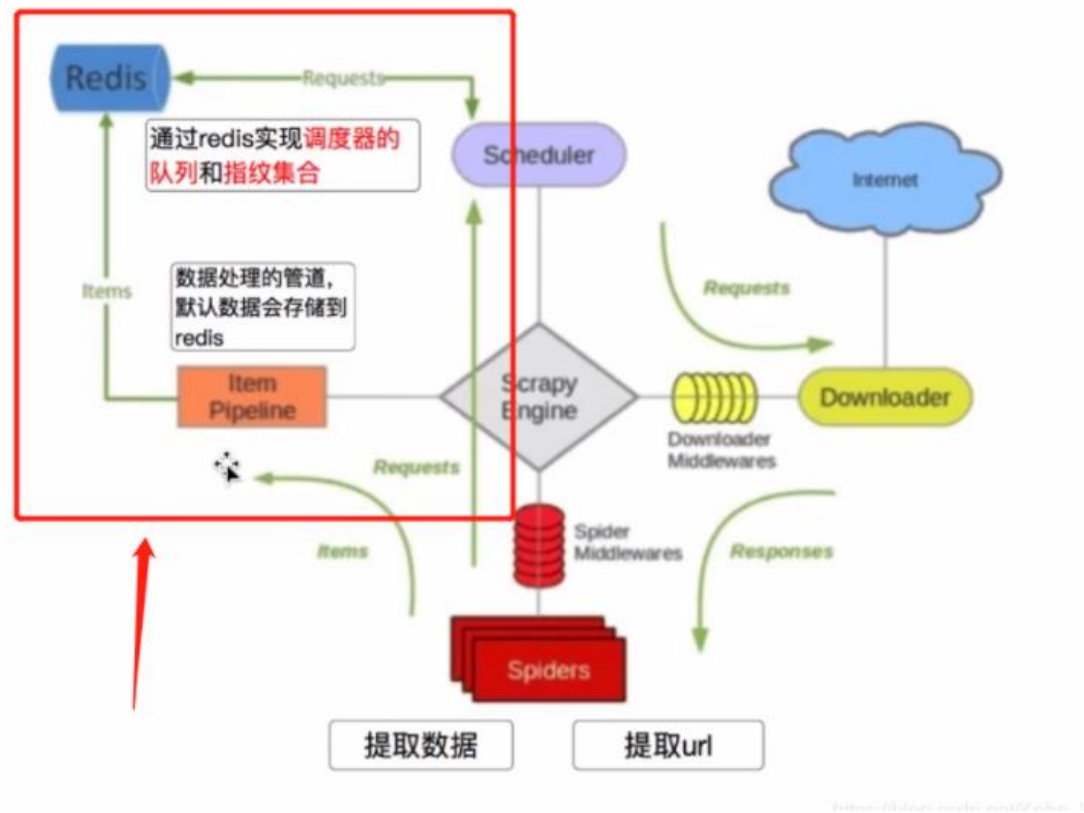 Redis
Requests
通过redis实现调度器的
队列和指纹集合
Scheduler
Internet
Items
数据处理的管道，
默认数据会存储到
redis
Requests
Item
Pipeline
Scrapy
Engine
Downloader
Downloader
Middlewares
Requests
Items
Spider
Middlewares
Responses
Spiders
提取数据
提取url